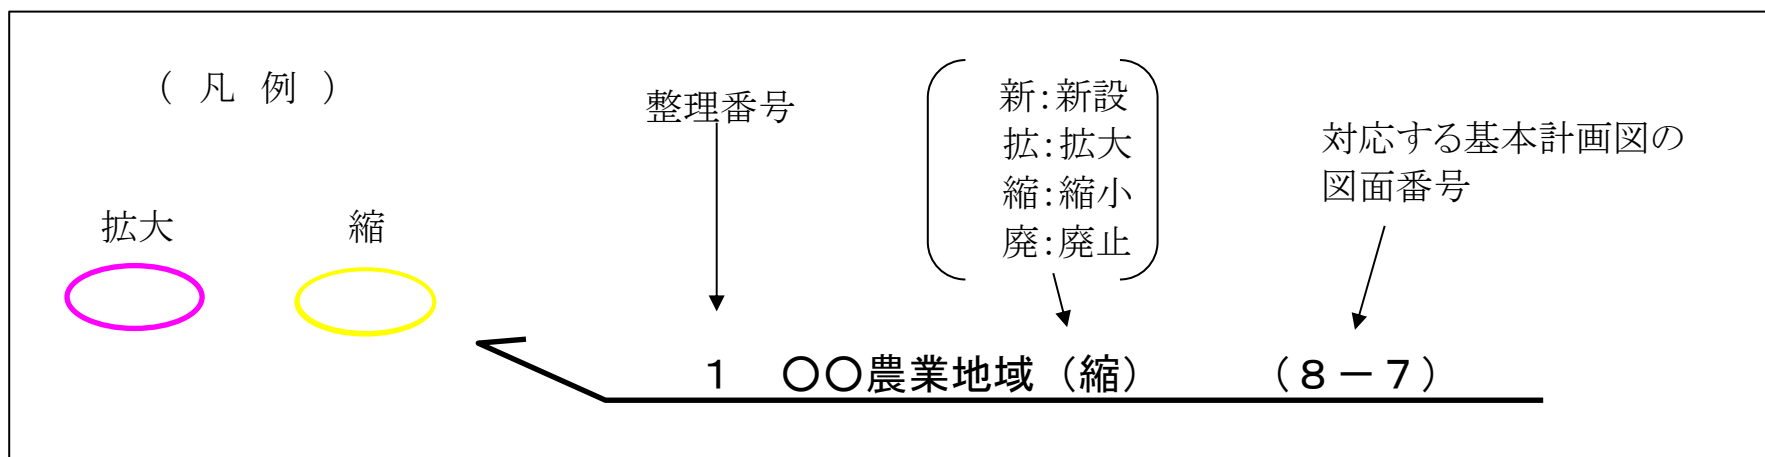 ( 凡 例 )
整理番号
新:新設
拡:拡大
縮:縮小
廃:廃止
対応する基本計画図の
図面番号
拡大
縮
1 〇〇農業地域(縮) (8-7)